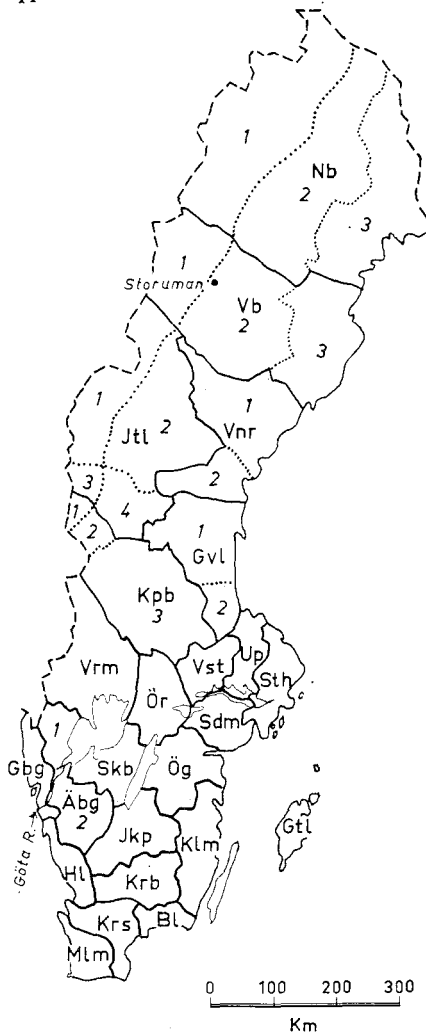 1
Nb
2
3
1
Storuman
Vb
2
3
1
Jtl 2
1
Vnr
3
4
2
1
2
1
Gvl
Kpb
3
2
Vrm
Vst
Up
Sth
Ör
Sdm
1
Gbg
Skb
Ög
Äbg
2
Jkp
Klm
Gtl
Göta R.
Hl
Krb
Krs
Bl
Mlm
0 100 200 300
Km